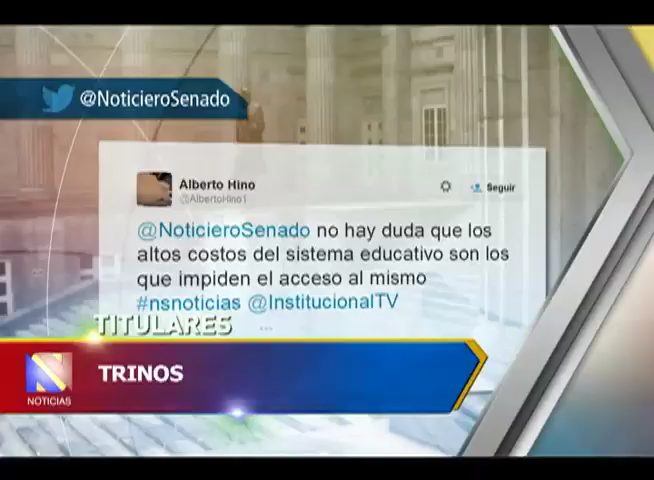 @NoticieroSenado
Alberto Hino
@AlbertoHino1
Seguir
@NoticieroSenado no hay duda que los
altos costos del sistema educativo son los
que impiden el acceso al mismo
#nsnoticias @InstitucionalTV
TITULARES
TRINOS
N
NOTICIAS